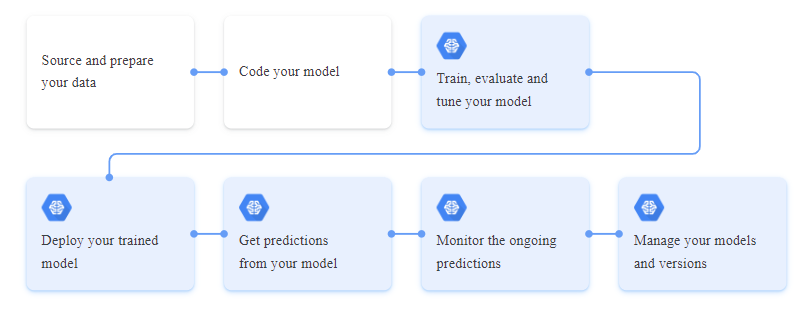 Source and prepare
your data
Code your model
Train, evaluate and
tune your model
Deploy your trained
model
Get predictions
from your model
Monitor the ongoing
predictions
Manage your models
and versions